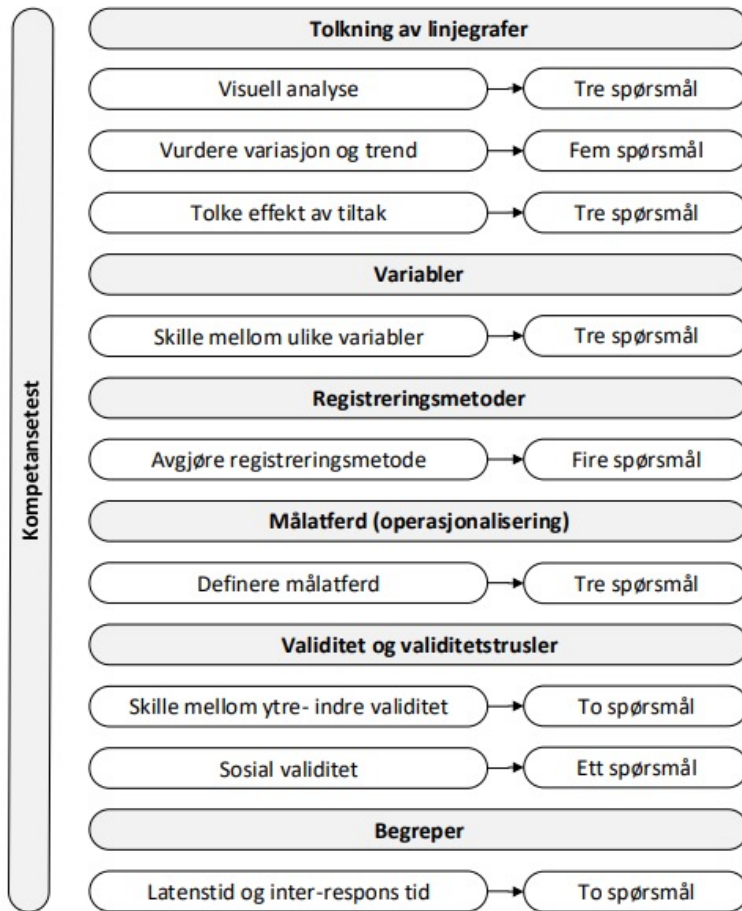 Kompetansetest
Tolkning av linjegrafer
Visuell analyse
Tre spørsmål
Vurdere variasjon og trend
Fem spørsmål
Tolke effekt av tiltak
Tre spørsmål
Variabler
Skille mellom ulike variabler
Tre spørsmål
Registreringsmetoder
Avgjøre registreringsmetode
Fire spørsmål
Målatferd (operasjonalisering)
Definere målatferd
Tre spørsmål
Validitet og validitetstrusler
Skille mellom ytre- indre validitet
To spørsmål
Sosial validitet
Ett spørsmål
Begreper
Latenstid og inter-respons tid
To spørsmål